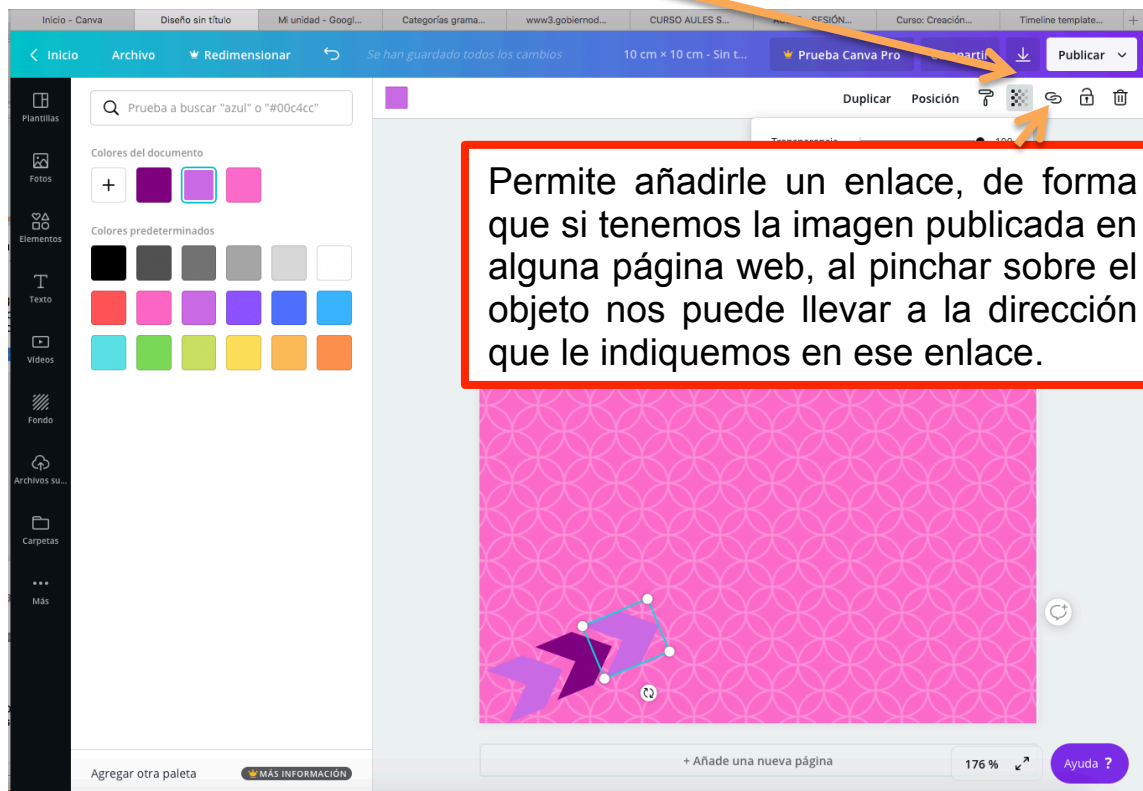 Inicio - Canva Diseño sin título Mi unidad - Googl... Categorías grama... www3.gobiernod... CURSO AULES S... SESIÓN... Curso: Creación... Timeline template... +
Inicio Archivo Redimensionar Se han guardado todos los cambios 10 cm × 10 cm - Sin t... Prueba Canva Pro Compartir Publicar
Plantillas
Prueba a buscar "azul" o "#00c4cc"
Duplicar Posición
Transparencia 100
Fotos
Colores del documento
+
Elementos
Colores predeterminados
Texto
Vídeos
Fondo
Archivos su...
Carpetas
Más
Permite añadirle un enlace, de forma
que si tenemos la imagen publicada en
alguna página web, al pinchar sobre el
objeto nos puede llevar a la dirección
que le indiquemos en ese enlace.
Agregar otra paleta MÁS INFORMACIÓN
+ Añade una nueva página
176 %
Ayuda ?